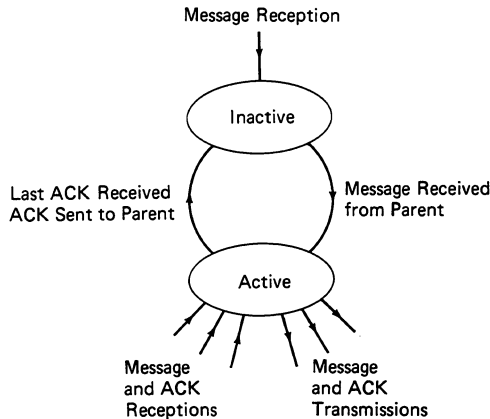 Message Reception
Inactive
Last ACK Received
ACK Sent to Parent
Message Received
from Parent
Active
Message
and ACK
Receptions
Message
and ACK
Transmissions